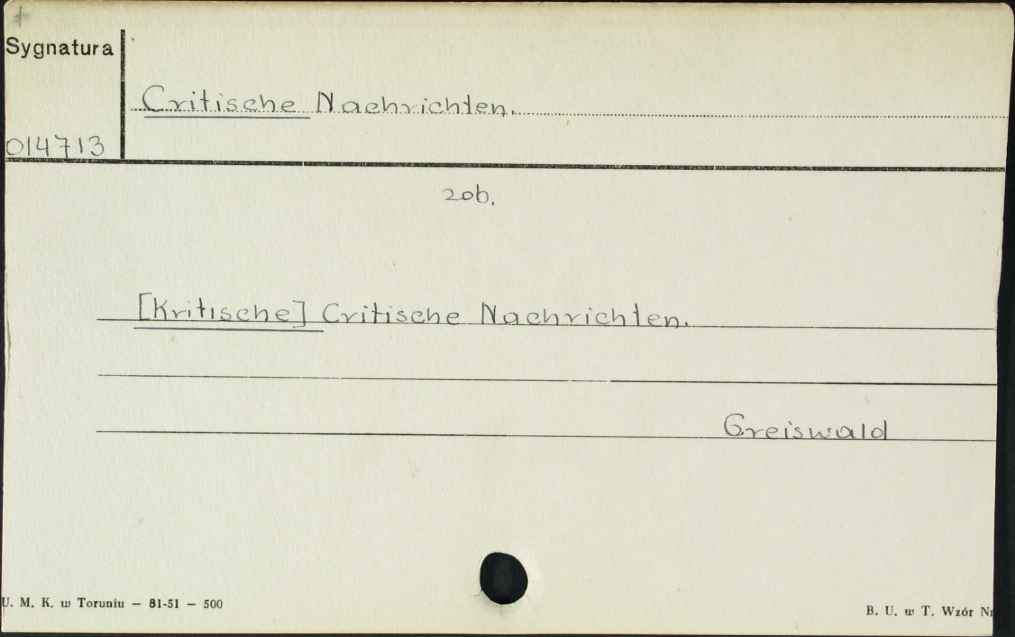 Sygnatura
Critische Nachrichten.
014713
zob.
[Kritische] Critische Nachrichten.
Greiswald
U. M. K. w Toruniu — 81-51 — 500
B. U. w T. Wzór Nr